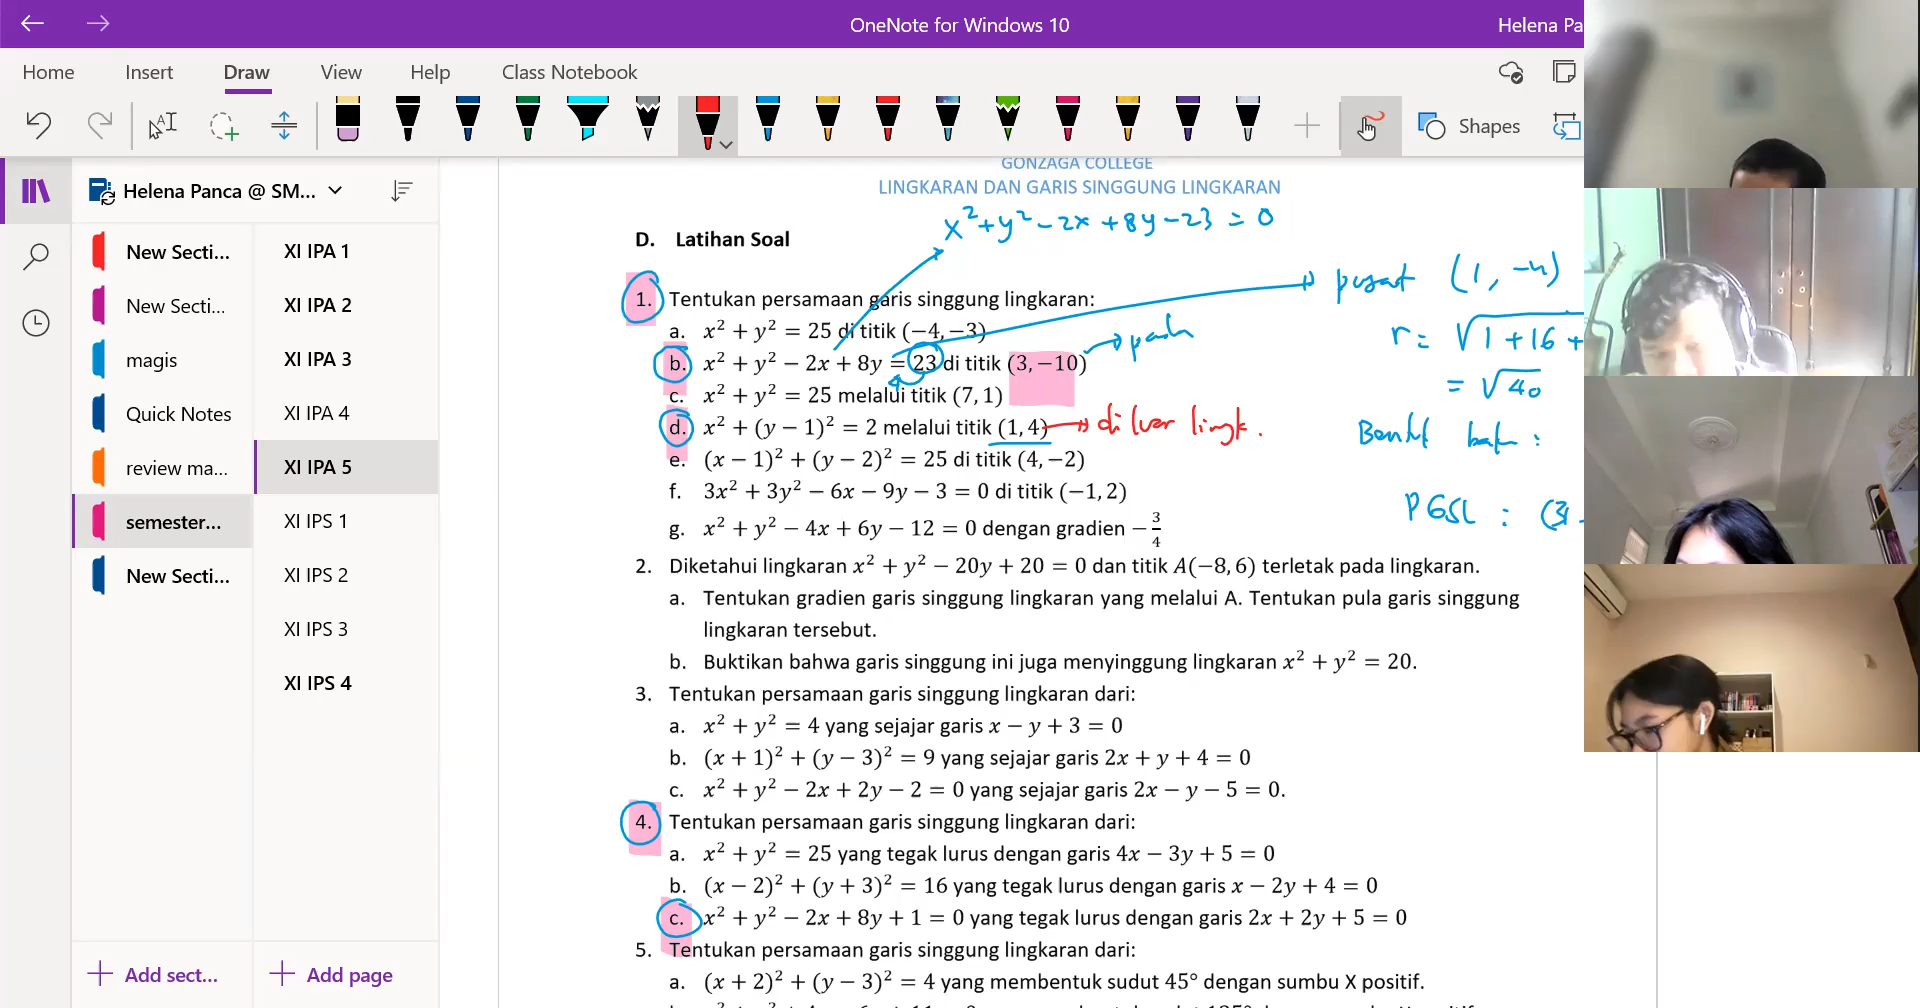 OneNote for Windows 10
Helena Pa
Home Insert Draw View Help Class Notebook
Shapes
Helena Panca @ SM...
New Secti...
New Secti...
magis
Quick Notes
review ma...
semester...
New Secti...
Add sect...
XI IPA 1
XI IPA 2
XI IPA 3
XI IPA 4
XI IPA 5
XI IPS 1
XI IPS 2
XI IPS 3
XI IPS 4
Add page
GONZAGA COLLEGE
LINGKARAN DAN GARIS SINGGUNG LINGKARAN
x² + y² - 2x + 8y - 23 = 0
D. Latihan Soal
1. Tentukan persamaan garis singgung lingkaran:
a. x² + y² = 25 di titik (−4, −3)
b. x² + y² − 2x + 8y = 23 di titik (3, −10)
c. x² + y² = 25 melalui titik (7, 1)
d. x² + (y − 1)² = 2 melalui titik (1, 4)
e. (x − 1)² + (y − 2)² = 25 di titik (4, −2)
f. 3x² + 3y² − 6x − 9y − 3 = 0 di titik (−1, 2)
g. x² + y² − 4x + 6y − 12 = 0 dengan gradien −3/4
pada
di luar lingk.
pusat (1, -4)
r = √1 + 16 +
= √40
PGSL : (3 -
2. Diketahui lingkaran x² + y² − 20y + 20 = 0 dan titik A(−8, 6) terletak pada lingkaran.
a. Tentukan gradien garis singgung lingkaran yang melalui A. Tentukan pula garis singgung
lingkaran tersebut.
b. Buktikan bahwa garis singgung ini juga menyinggung lingkaran x² + y² = 20.
3. Tentukan persamaan garis singgung lingkaran dari:
a. x² + y² = 4 yang sejajar garis x − y + 3 = 0
b. (x + 1)² + (y − 3)² = 9 yang sejajar garis 2x + y + 4 = 0
c. x² + y² − 2x + 2y − 2 = 0 yang sejajar garis 2x − y − 5 = 0.
4. Tentukan persamaan garis singgung lingkaran dari:
a. x² + y² = 25 yang tegak lurus dengan garis 4x − 3y + 5 = 0
b. (x − 2)² + (y + 3)² = 16 yang tegak lurus dengan garis x − 2y + 4 = 0
c. x² + y² − 2x + 8y + 1 = 0 yang tegak lurus dengan garis 2x + 2y + 5 = 0
5. Tentukan persamaan garis singgung lingkaran dari:
a. (x + 2)² + (y − 3)² = 4 yang membentuk sudut 45° dengan sumbu X positif.